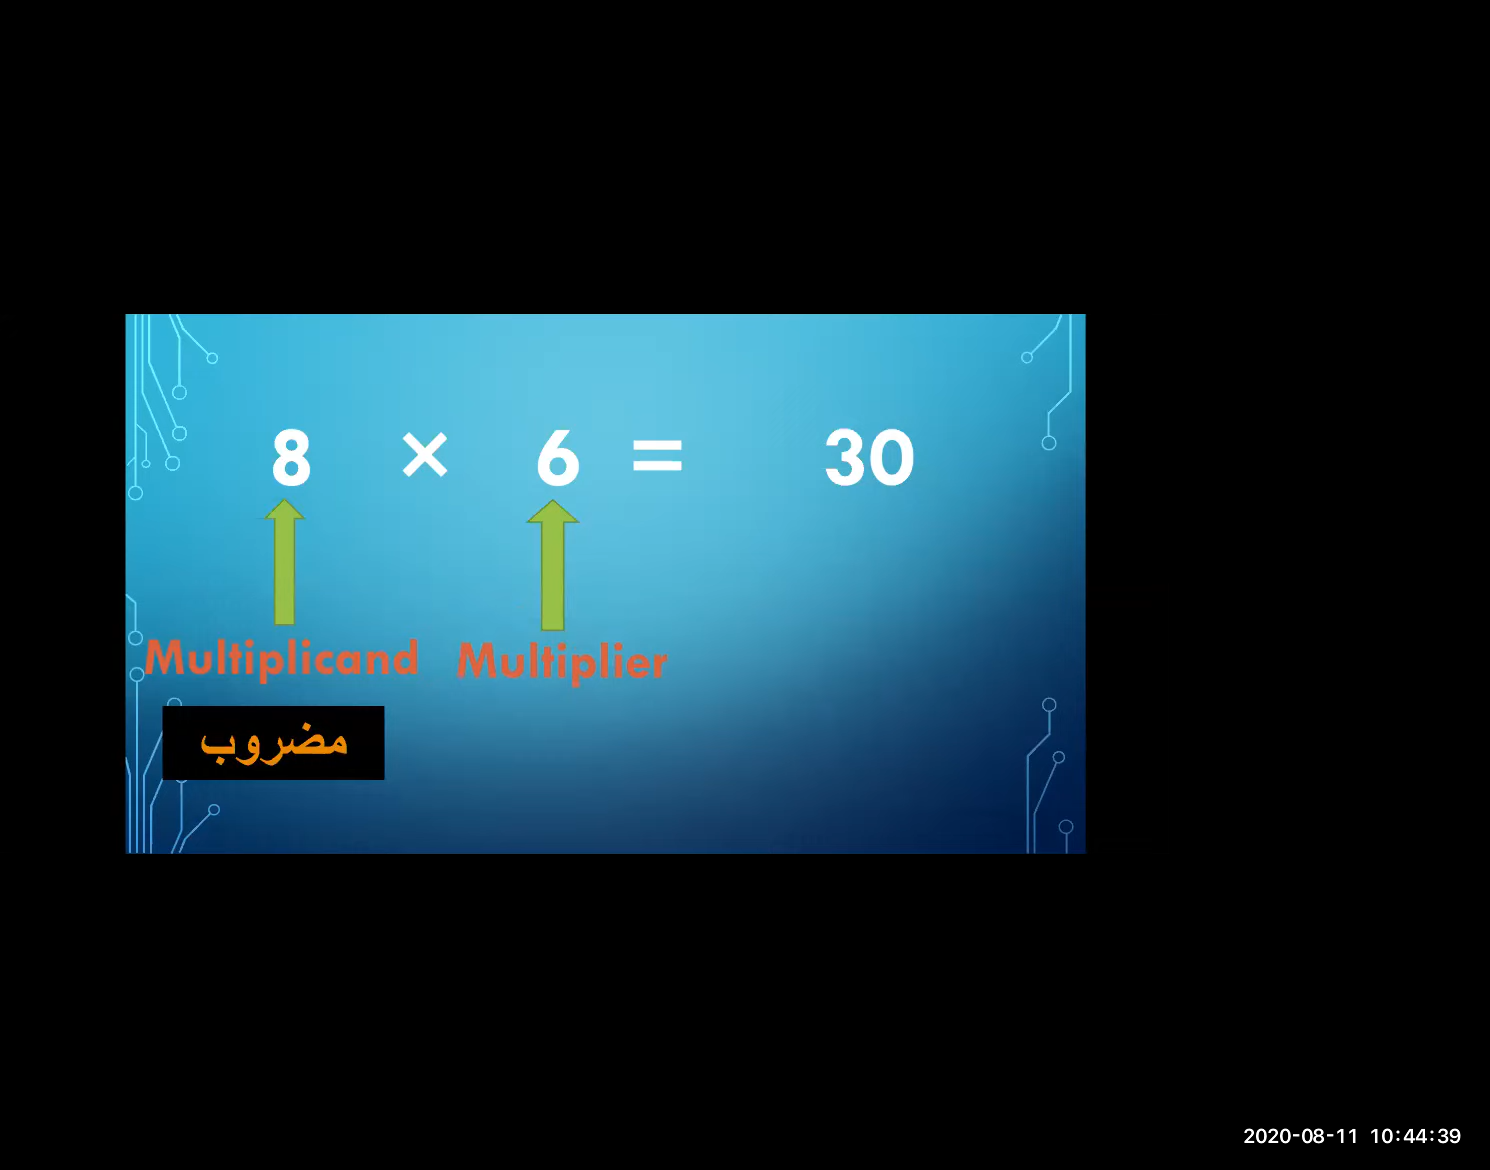 8 × 6 = 30
Multiplicand Multiplier
مضروب
2020-08-11 10:44:39